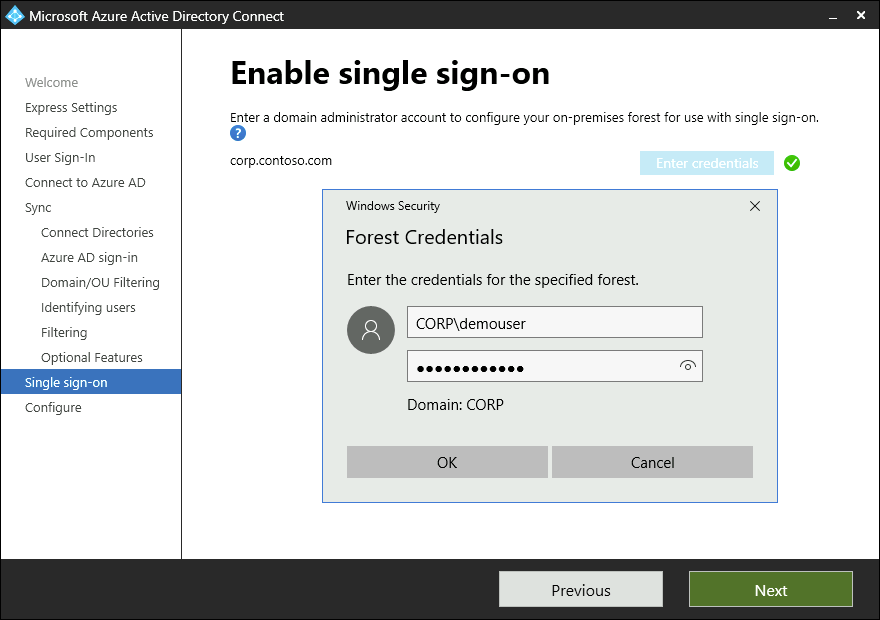 Microsoft Azure Active Directory Connect
Welcome
Express Settings
Required Components
User Sign-In
Connect to Azure AD
Sync
Connect Directories
Azure AD sign-in
Domain/OU Filtering
Identifying users
Filtering
Optional Features
Single sign-on
Configure
Enable single sign-on
Enter a domain administrator account to configure your on-premises forest for use with single sign-on.
?
corp.contoso.com
Enter credentials
Windows Security
Forest Credentials
Enter the credentials for the specified forest.
CORP\demouser
●●●●●●●●●●●●
Domain: CORP
OK
Cancel
Previous
Next